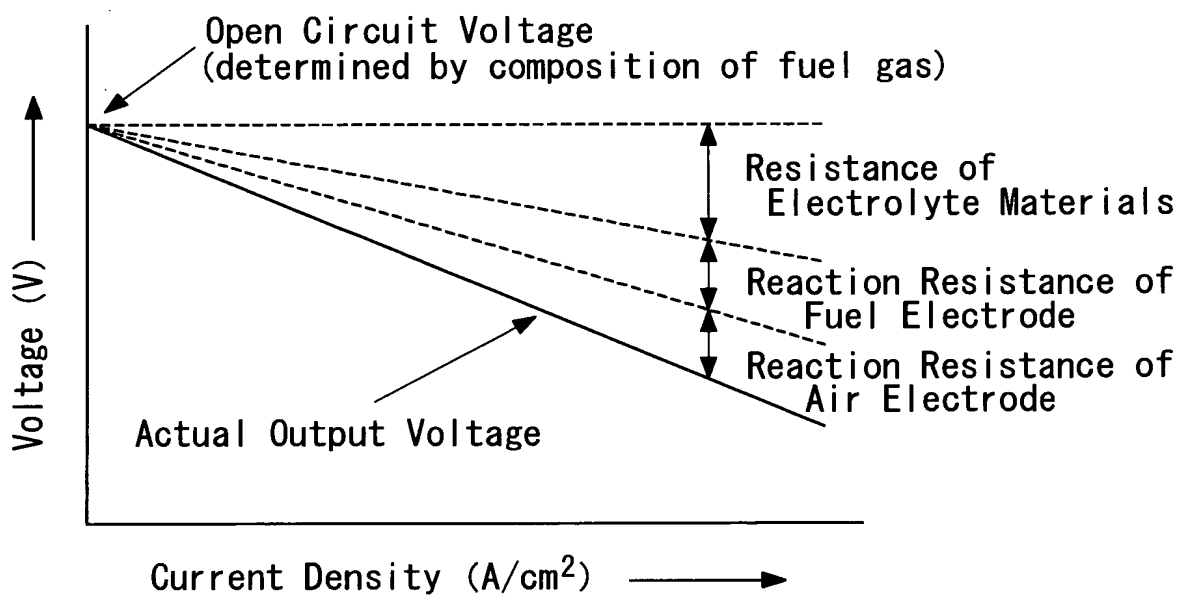 Open Circuit Voltage
(determined by composition of fuel gas)
Resistance of
Electrolyte Materials
Reaction Resistance of
Fuel Electrode
Reaction Resistance of
Air Electrode
Actual Output Voltage
Voltage (V)
Current Density (A/cm²)